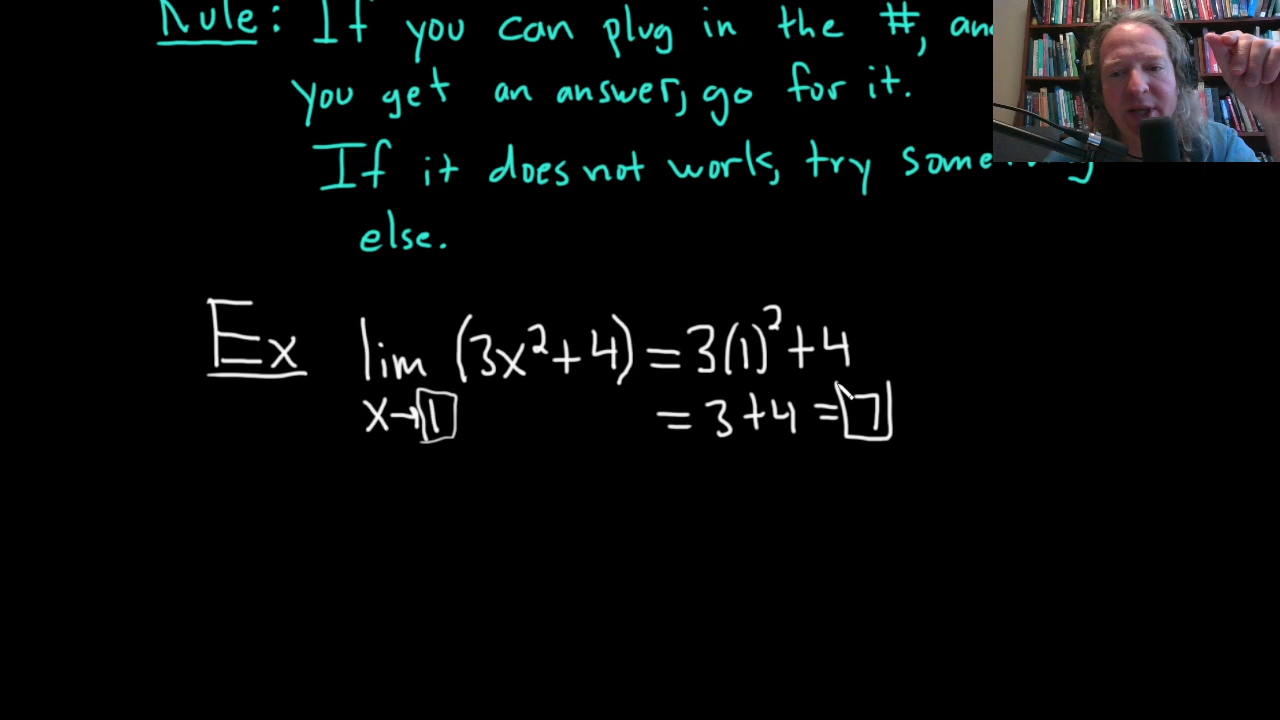 Rule: If you can plug in the #, an
you get an answer, go for it.
If it does not work, try some
else.
Ex lim (3x²+4) = 3(1)²+4
x→1 = 3+4 = 7